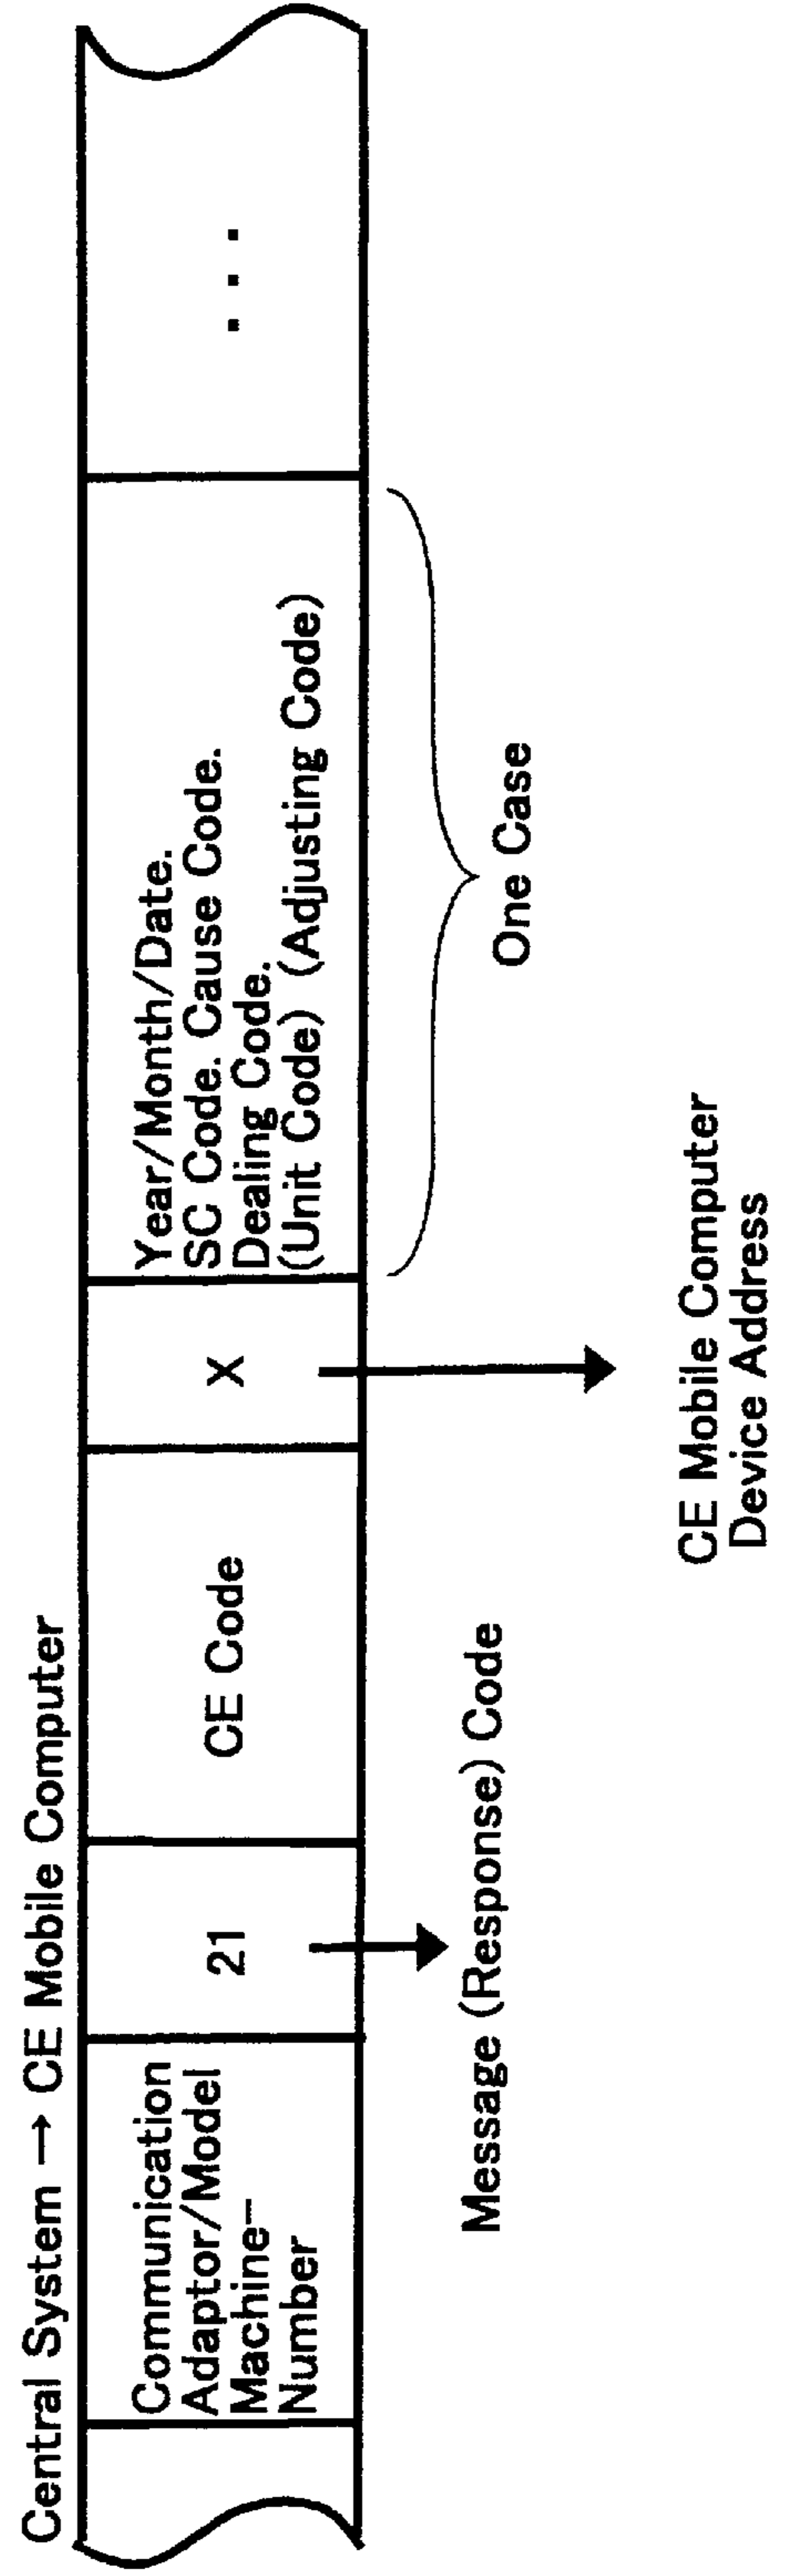 Central System → CE Mobile Computer
Communication
Adaptor/Model
Machine-
Number
21
CE Code
X
Year/Month/Date.
SC Code. Cause Code.
Dealing Code.
(Unit Code) (Adjusting Code)
...
Message (Response) Code
One Case
CE Mobile Computer
Device Address